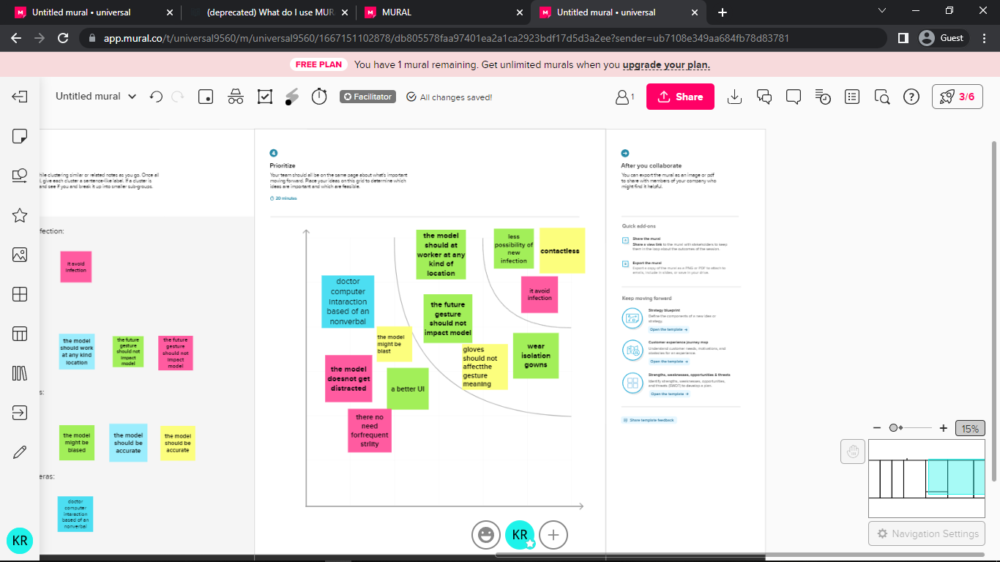 Untitled mural • universal
(deprecated) What do I use MUR
MURAL
Untitled mural • universal
app.mural.co/t/universal9560/m/universal9560/1667151102878/db805578faa97401ea2a1ca2923bdf17d5d3a2ee?sender=ub7108e349aa684fb78d83781
Guest
FREE PLAN You have 1 mural remaining. Get unlimited murals when you upgrade your plan.
Untitled mural
Facilitator
All changes saved!
1
Share
3/6
hile clustering similar or related notes as you go. Once all
, give each cluster a sentence-like label. If a cluster is
and see if you and break it up into smaller sub-groups.
fection:
it avoid
infection
the model
should work
at any kind
location
the future
gesture
should not
impact
model
the future
gesture
should not
impact
model
s:
the model
might be
biased
the model
should be
accurate
the model
should be
accurate
eras:
doctor
computer
intaraction
based of an
nonverbal
4
Prioritize
Your team should all be on the same page about what's important
moving forward. Place your ideas on this grid to determine which
ideas are important and which are feasible.
20 minutes
the model
should at
worker at any
kind of
location
less
possibility of
new
infection
contactless
it avoid
infection
doctor
computer
intaraction
based of an
nonverbal
the future
gesture
should not
impact model
the model
might be
blast
gloves
should not
affectthe
gesture
meaning
wear
isolation
gowns
the model
doesnot get
distracted
a better UI
there no
need
forfrequent
strlity
After you collaborate
You can export the mural as an image or pdf
to share with members of your company who
might find it helpful.
Quick add-ons
Share the mural
Share a view link to the mural with stakeholders to keep
them in the loop about the outcomes of the session.
Export the mural
Export a copy of the mural as a PNG or PDF to attach to
emails, include in slides, or save in your drive.
Keep moving forward
Strategy blueprint
Define the components of a new idea or
strategy.
Open the template →
Customer experience journey map
Understand customer needs, motivations, and
obstacles for an experience.
Open the template →
Strengths, weaknesses, opportunities & threats
Identify strengths, weaknesses, opportunities,
and threats (SWOT) to develop a plan.
Open the template →
Share template feedback
15%
Navigation Settings
KR
KR